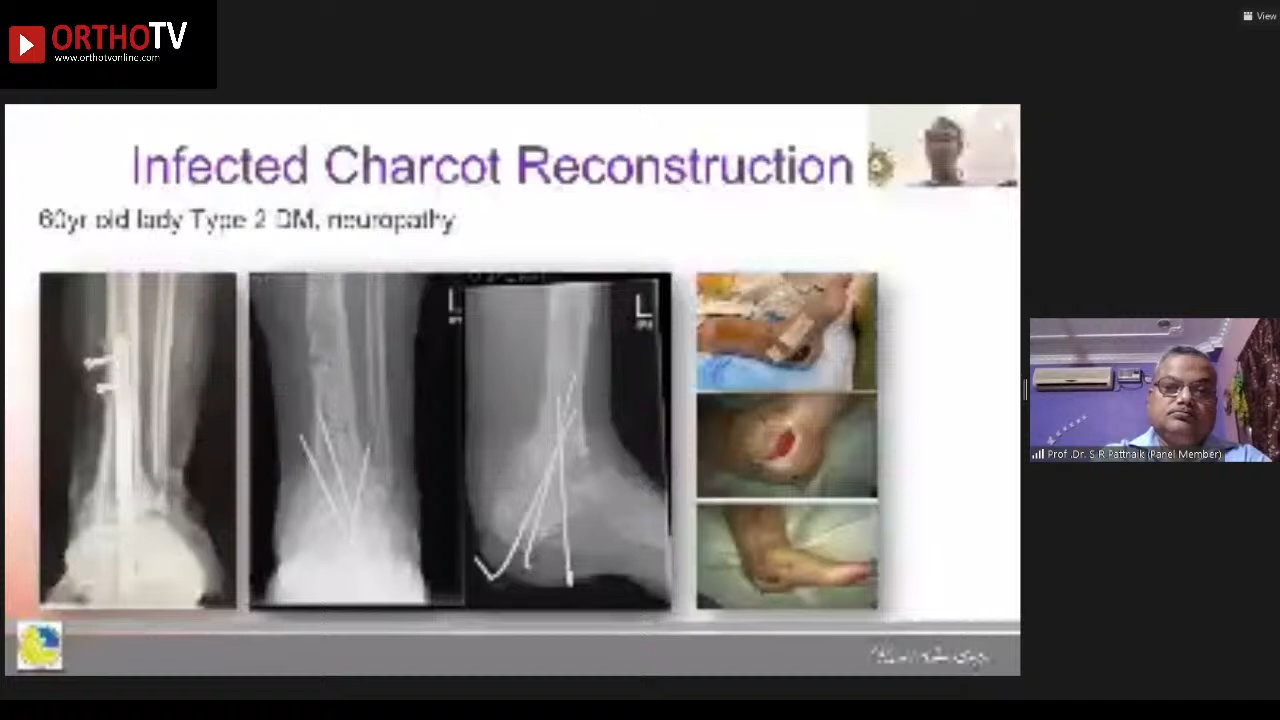 ORTHOTV
www.orthotvonline.com
View
Infected Charcot Reconstruction
60yr old lady Type 2 DM, neuropathy
L
L
Prof .Dr. S R Pattnaik (Panel Member)